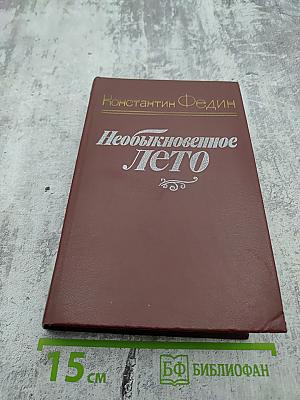 Константин Федин
Необыкновенное
лето
15 см
БФ БИБЛИОФАН